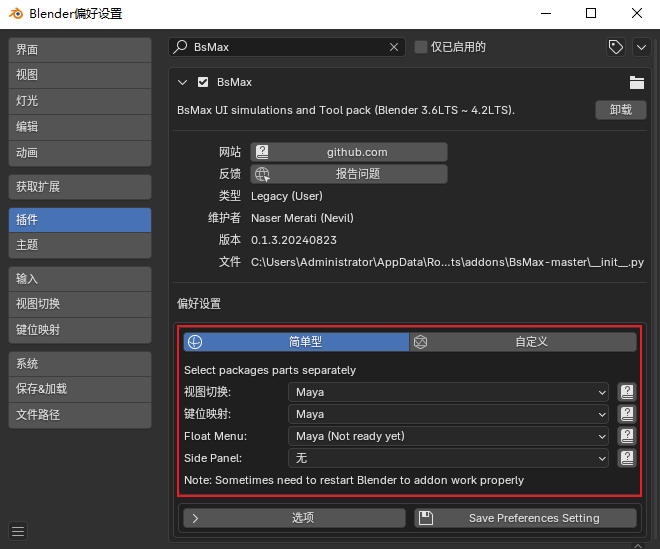 Blender偏好设置
界面
视图
灯光
编辑
动画
获取扩展
插件
主题
输入
视图切换
键位映射
系统
保存&加载
文件路径
BsMax
仅已启用的
BsMax
BsMax UI simulations and Tool pack (Blender 3.6LTS ~ 4.2LTS).
卸载
网站 github.com
反馈 报告问题
类型 Legacy (User)
维护者 Naser Merati (Nevil)
版本 0.1.3.20240823
文件 C:\Users\Administrator\AppData\Ro...ts\addons\BsMax-master\__init__.py
偏好设置
简单型 自定义
Select packages parts separately
视图切换: Maya
键位映射: Maya
Float Menu: Maya (Not ready yet)
Side Panel: 无
Note: Sometimes need to restart Blender to addon work properly
选项 Save Preferences Setting